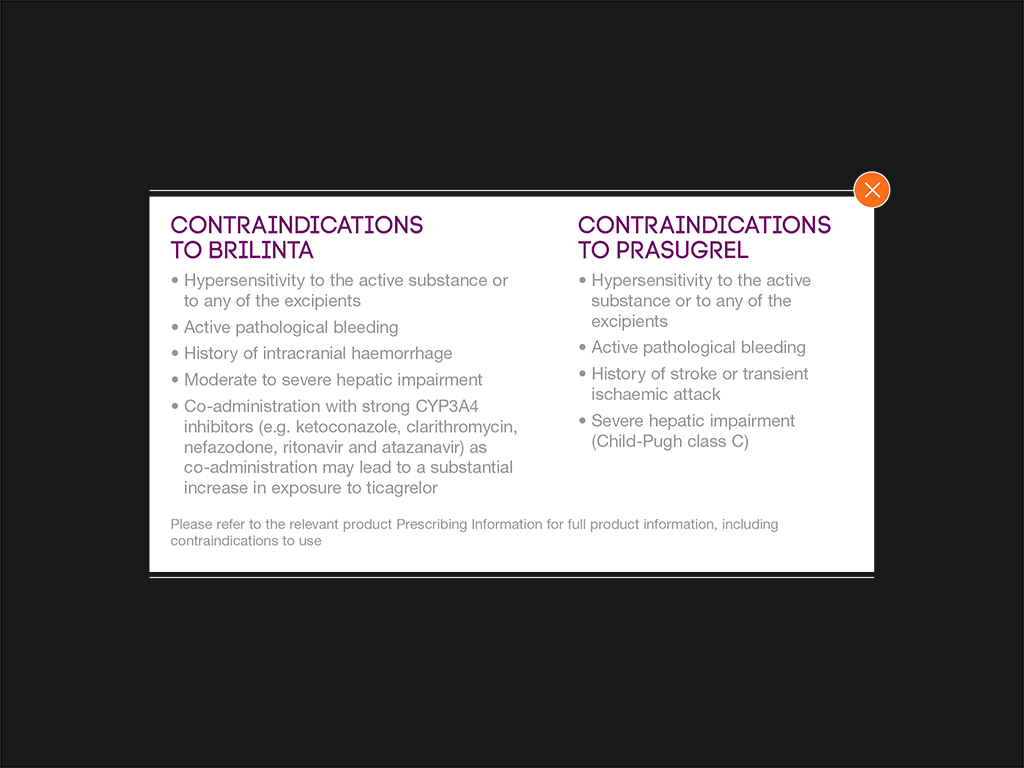 CONTRAINDICATIONS
TO BRILINTA
• Hypersensitivity to the active substance or
to any of the excipients
• Active pathological bleeding
• History of intracranial haemorrhage
• Moderate to severe hepatic impairment
• Co-administration with strong CYP3A4
inhibitors (e.g. ketoconazole, clarithromycin,
nefazodone, ritonavir and atazanavir) as
co-administration may lead to a substantial
increase in exposure to ticagrelor
CONTRAINDICATIONS
TO PRASUGREL
• Hypersensitivity to the active
substance or to any of the
excipients
• Active pathological bleeding
• History of stroke or transient
ischaemic attack
• Severe hepatic impairment
(Child-Pugh class C)
Please refer to the relevant product Prescribing Information for full product information, including
contraindications to use